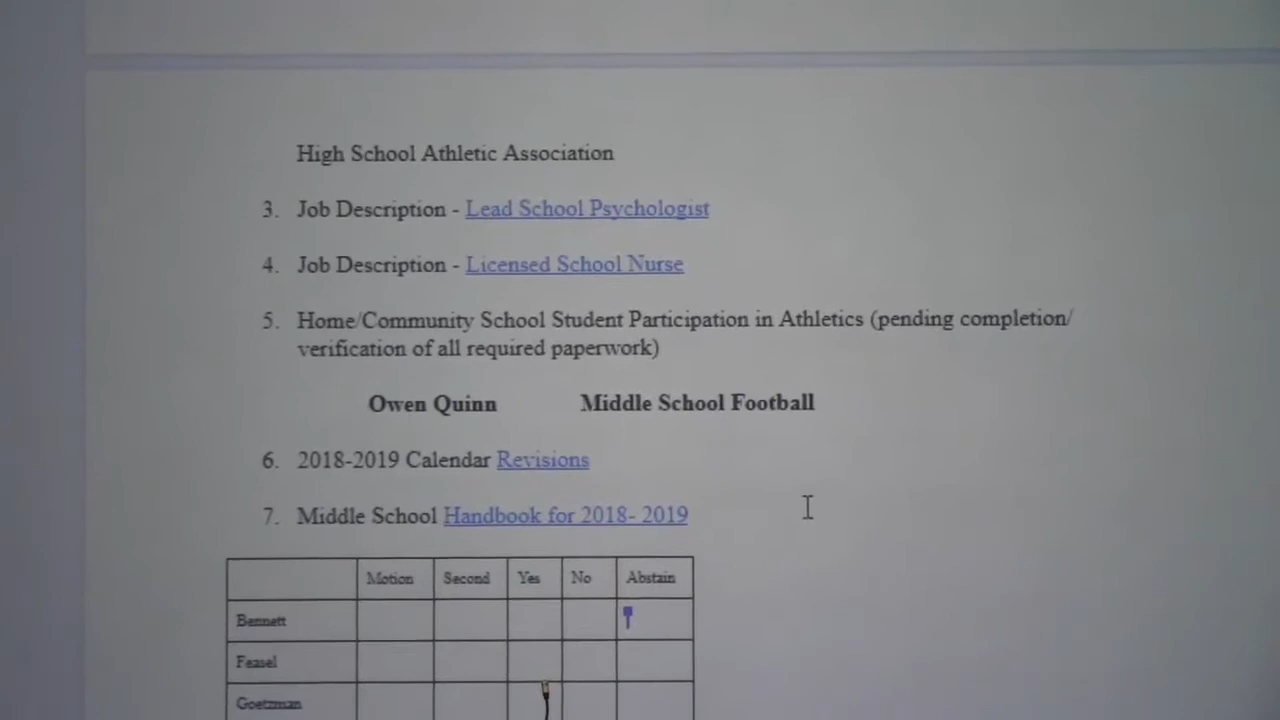 High School Athletic Association
3. Job Description - Lead School Psychologist
4. Job Description - Licensed School Nurse
5. Home/Community School Student Participation in Athletics (pending completion/
verification of all required paperwork)
Owen Quinn Middle School Football
6. 2018-2019 Calendar Revisions
7. Middle School Handbook for 2018- 2019
Motion Second Yes No Abstain
Bennett
Feasel
Goetzman